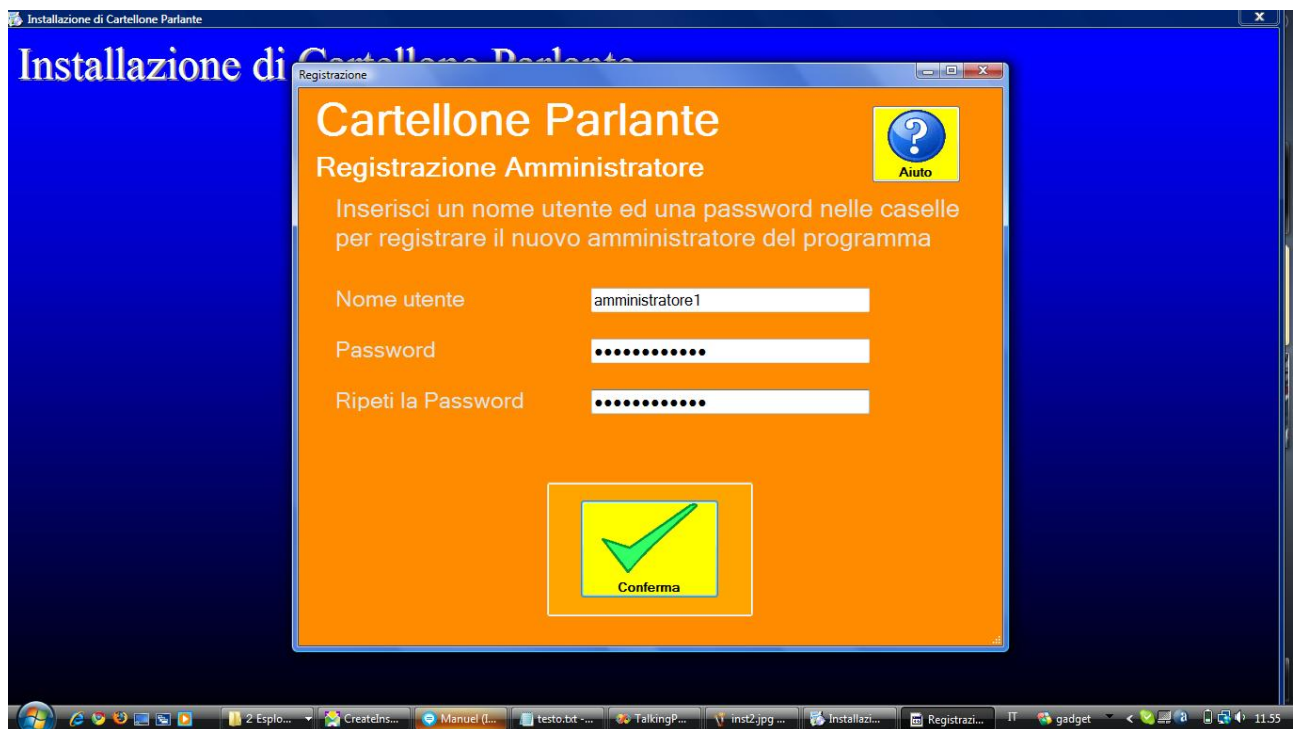 Installazione di Cartellone Parlante
Installazione di Cartellone Parlante
Registrazione
Cartellone Parlante
Registrazione Amministratore
Aiuto
Inserisci un nome utente ed una password nelle caselle
per registrare il nuovo amministratore del programma
Nome utente
amministratore1
Password
••••••••••••
Ripeti la Password
••••••••••••
Conferma
2 Esplo...
CreateIns...
Manuel (I...
testo.txt -...
TalkingP...
inst2.jpg ...
Installazi...
Registrazi...
IT
gadget
11.55